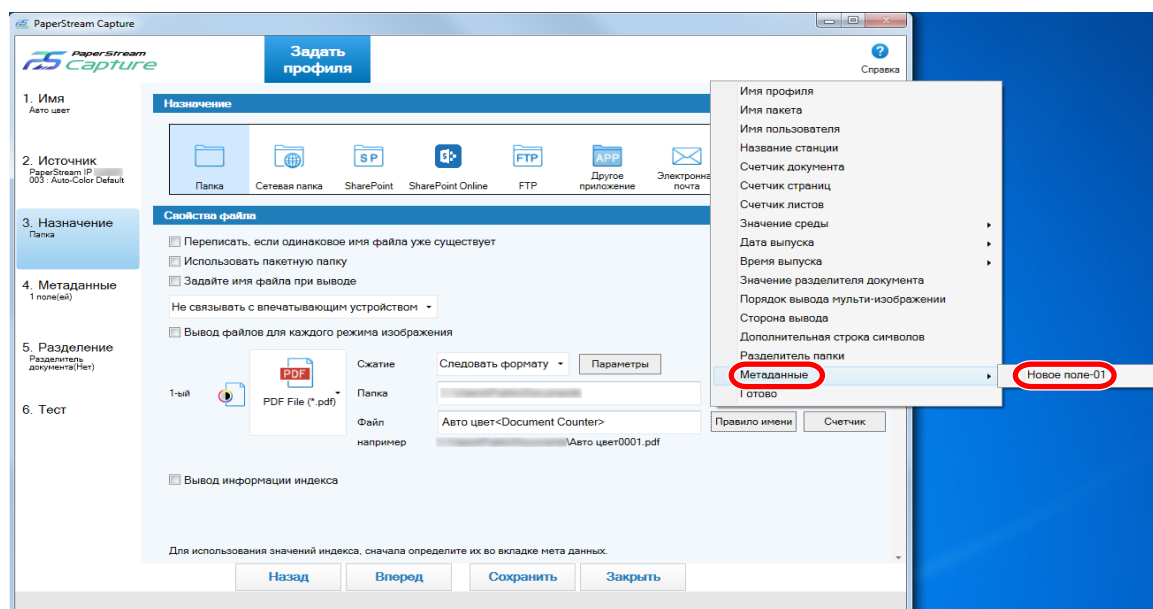 PaperStream Capture
PaperStream
Capture
Задать
профиля
Справка
1. Имя
Авто цвет
2. Источник
PaperStream IP
003 : Auto-Color Default
3. Назначение
Папка
4. Метаданные
1 поле(ей)
5. Разделение
Разделитель
документа(Нет)
6. Тест
Назначение
Папка
Сетевая папка
SP
SharePoint
SharePoint Online
FTP
FTP
APP
Другое
приложение
Электронна
почта
Свойства файла
Переписать, если одинаковое имя файла уже существует
Использовать пакетную папку
Задайте имя файла при выводе
Не связывать с впечатывающим устройством
Вывод файлов для каждого режима изображения
1-ый
PDF
PDF File (*.pdf)
Сжатие
Следовать формату
Параметры
Папка
Файл
Авто цвет<Document Counter>
Правило имени
Счетчик
например
\Авто цвет0001.pdf
Вывод информации индекса
Для использования значений индекса, сначала определите их во вкладке мета данных.
Назад
Вперед
Сохранить
Закрыть
Имя профиля
Имя пакета
Имя пользователя
Название станции
Счетчик документа
Счетчик страниц
Счетчик листов
Значение среды
Дата выпуска
Время выпуска
Значение разделителя документа
Порядок вывода мульти-изображении
Сторона вывода
Дополнительная строка символов
Разделитель папки
Метаданные
Готово
Новое поле-01